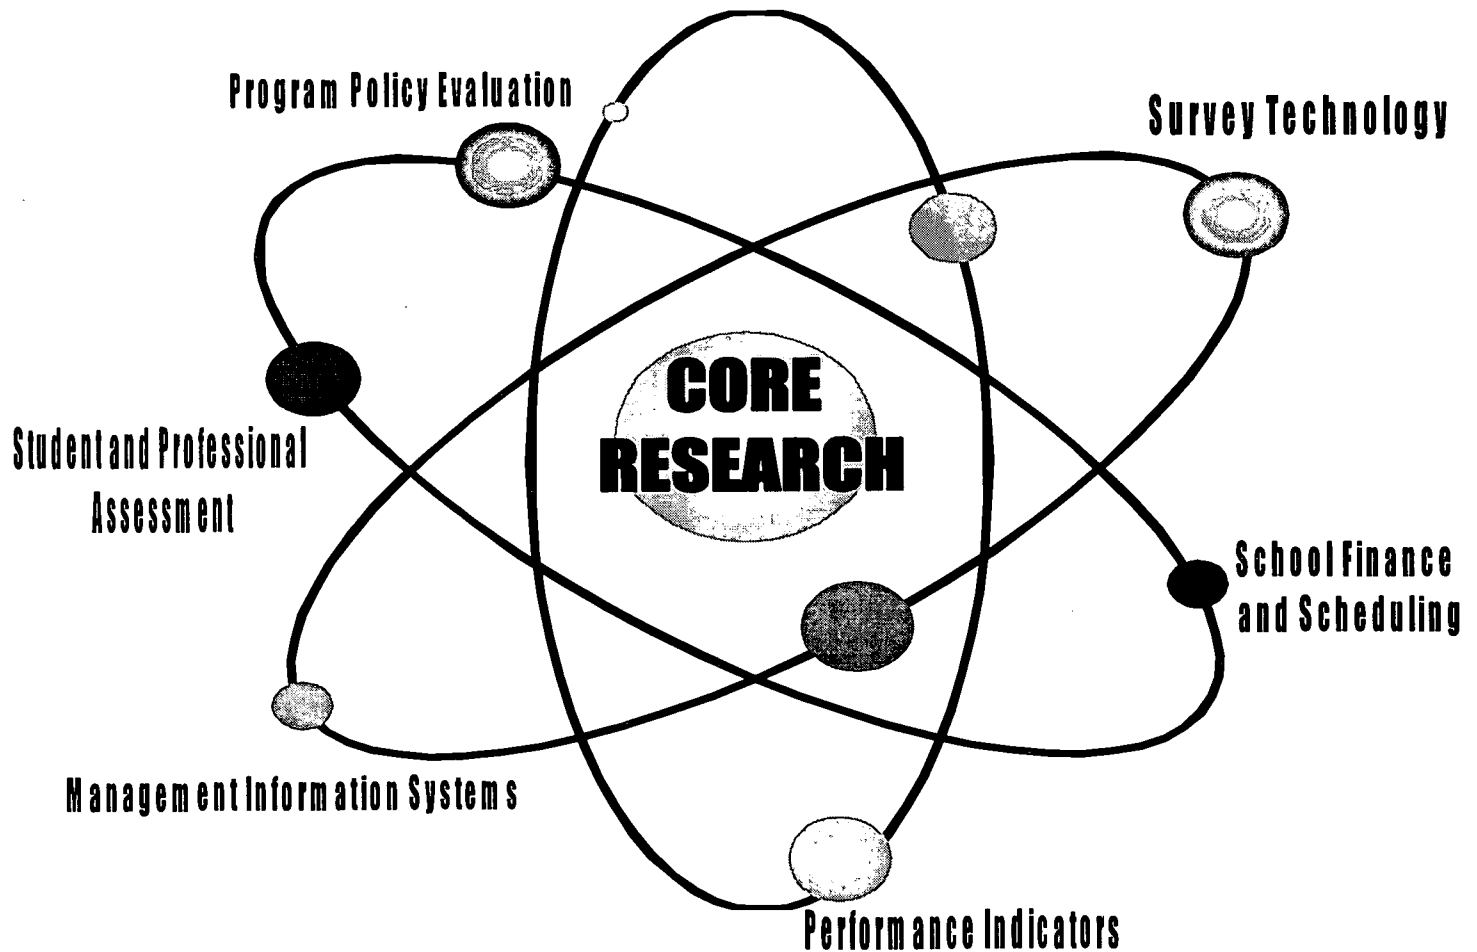 Program Policy Evaluation
Survey Technology
CORE
RESEARCH
Student and Professional
Assessment
School Finance
and Scheduling
Management Information Systems
Performance Indicators